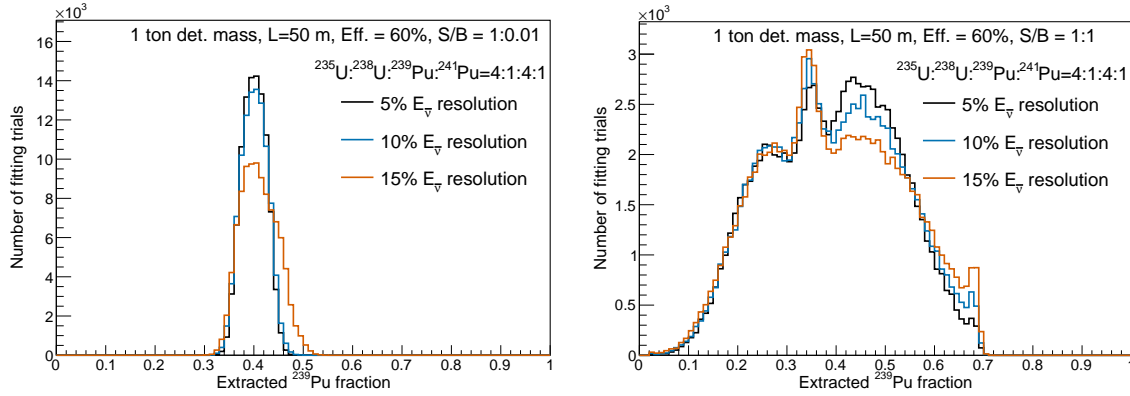 ×10³
1 ton det. mass, L=50 m, Eff. = 60%, S/B = 1:0.01
²³⁵U:²³⁸U:²³⁹Pu:²⁴¹Pu=4:1:4:1
5% E_ν̅ resolution
10% E_ν̅ resolution
15% E_ν̅ resolution
Number of fitting trials
16
14
12
10
8
6
4
2
0
0 0.1 0.2 0.3 0.4 0.5 0.6 0.7 0.8 0.9 1
Extracted ²³⁹Pu fraction
×10³
1 ton det. mass, L=50 m, Eff. = 60%, S/B = 1:1
²³⁵U:²³⁸U:²³⁹Pu:²⁴¹Pu=4:1:4:1
5% E_ν̅ resolution
10% E_ν̅ resolution
15% E_ν̅ resolution
Number of fitting trials
3
2.5
2
1.5
1
0.5
0
0 0.1 0.2 0.3 0.4 0.5 0.6 0.7 0.8 0.9 1
Extracted ²³⁹Pu fraction